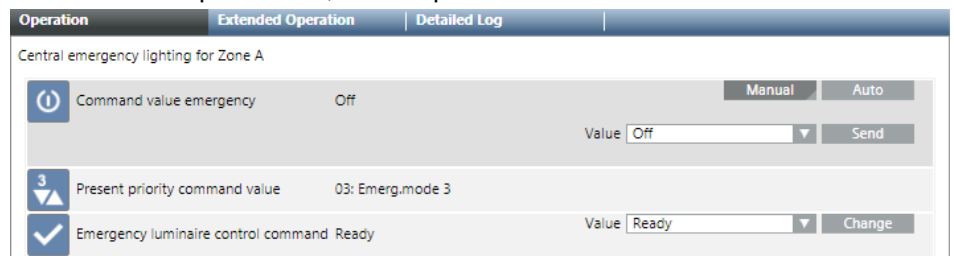 Operation Extended Operation Detailed Log
Central emergency lighting for Zone A
Command value emergency Off Manual Auto
Value Off Send
3 Present priority command value 03: Emerg.mode 3
Emergency luminaire control command Ready Value Ready Change